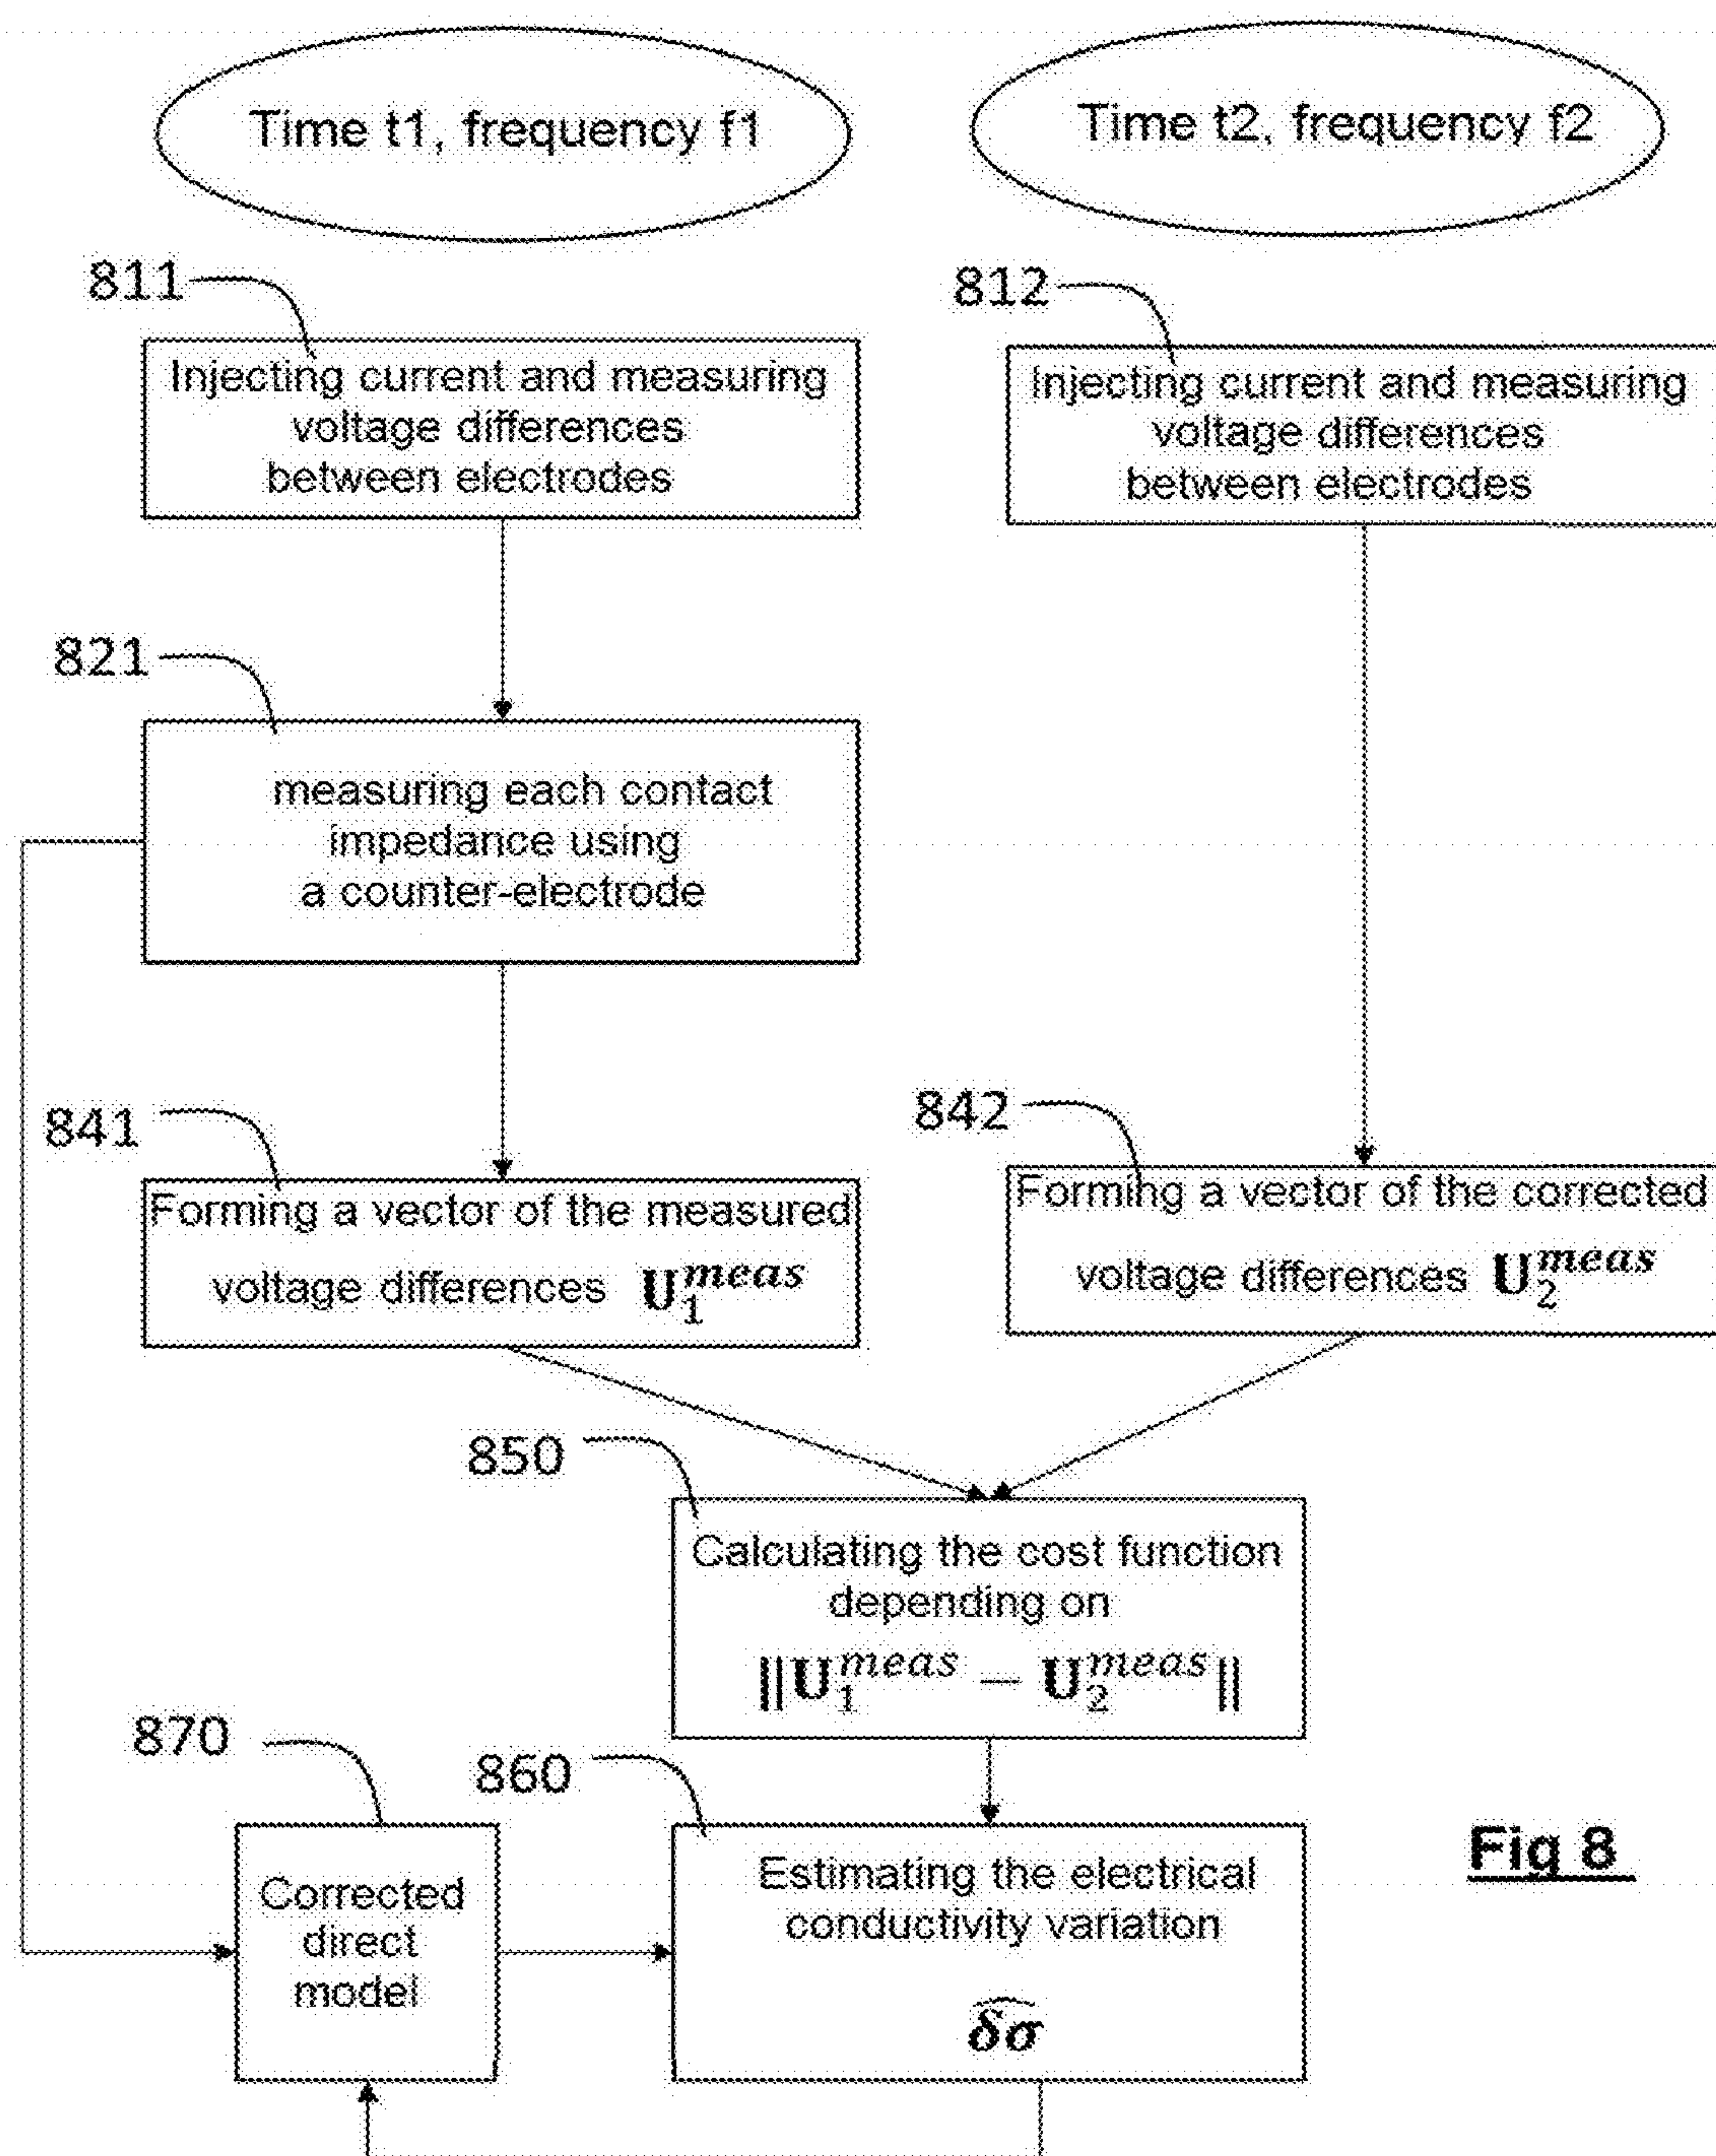 Time t1, frequency f1
Time t2, frequency f2
811
812
Injecting current and measuring
voltage differences
between electrodes
Injecting current and measuring
voltage differences
between electrodes
821
measuring each contact
impedance using
a counter-electrode
841
842
Forming a vector of the measured
voltage differences U₁ᵐᵉᵃˢ
Forming a vector of the corrected
voltage differences U₂ᵐᵉᵃˢ
850
Calculating the cost function
depending on
||U₁ᵐᵉᵃˢ − U₂ᵐᵉᵃˢ||
870
860
Corrected
direct
model
Estimating the electrical
conductivity variation
δσ̂
Fig 8